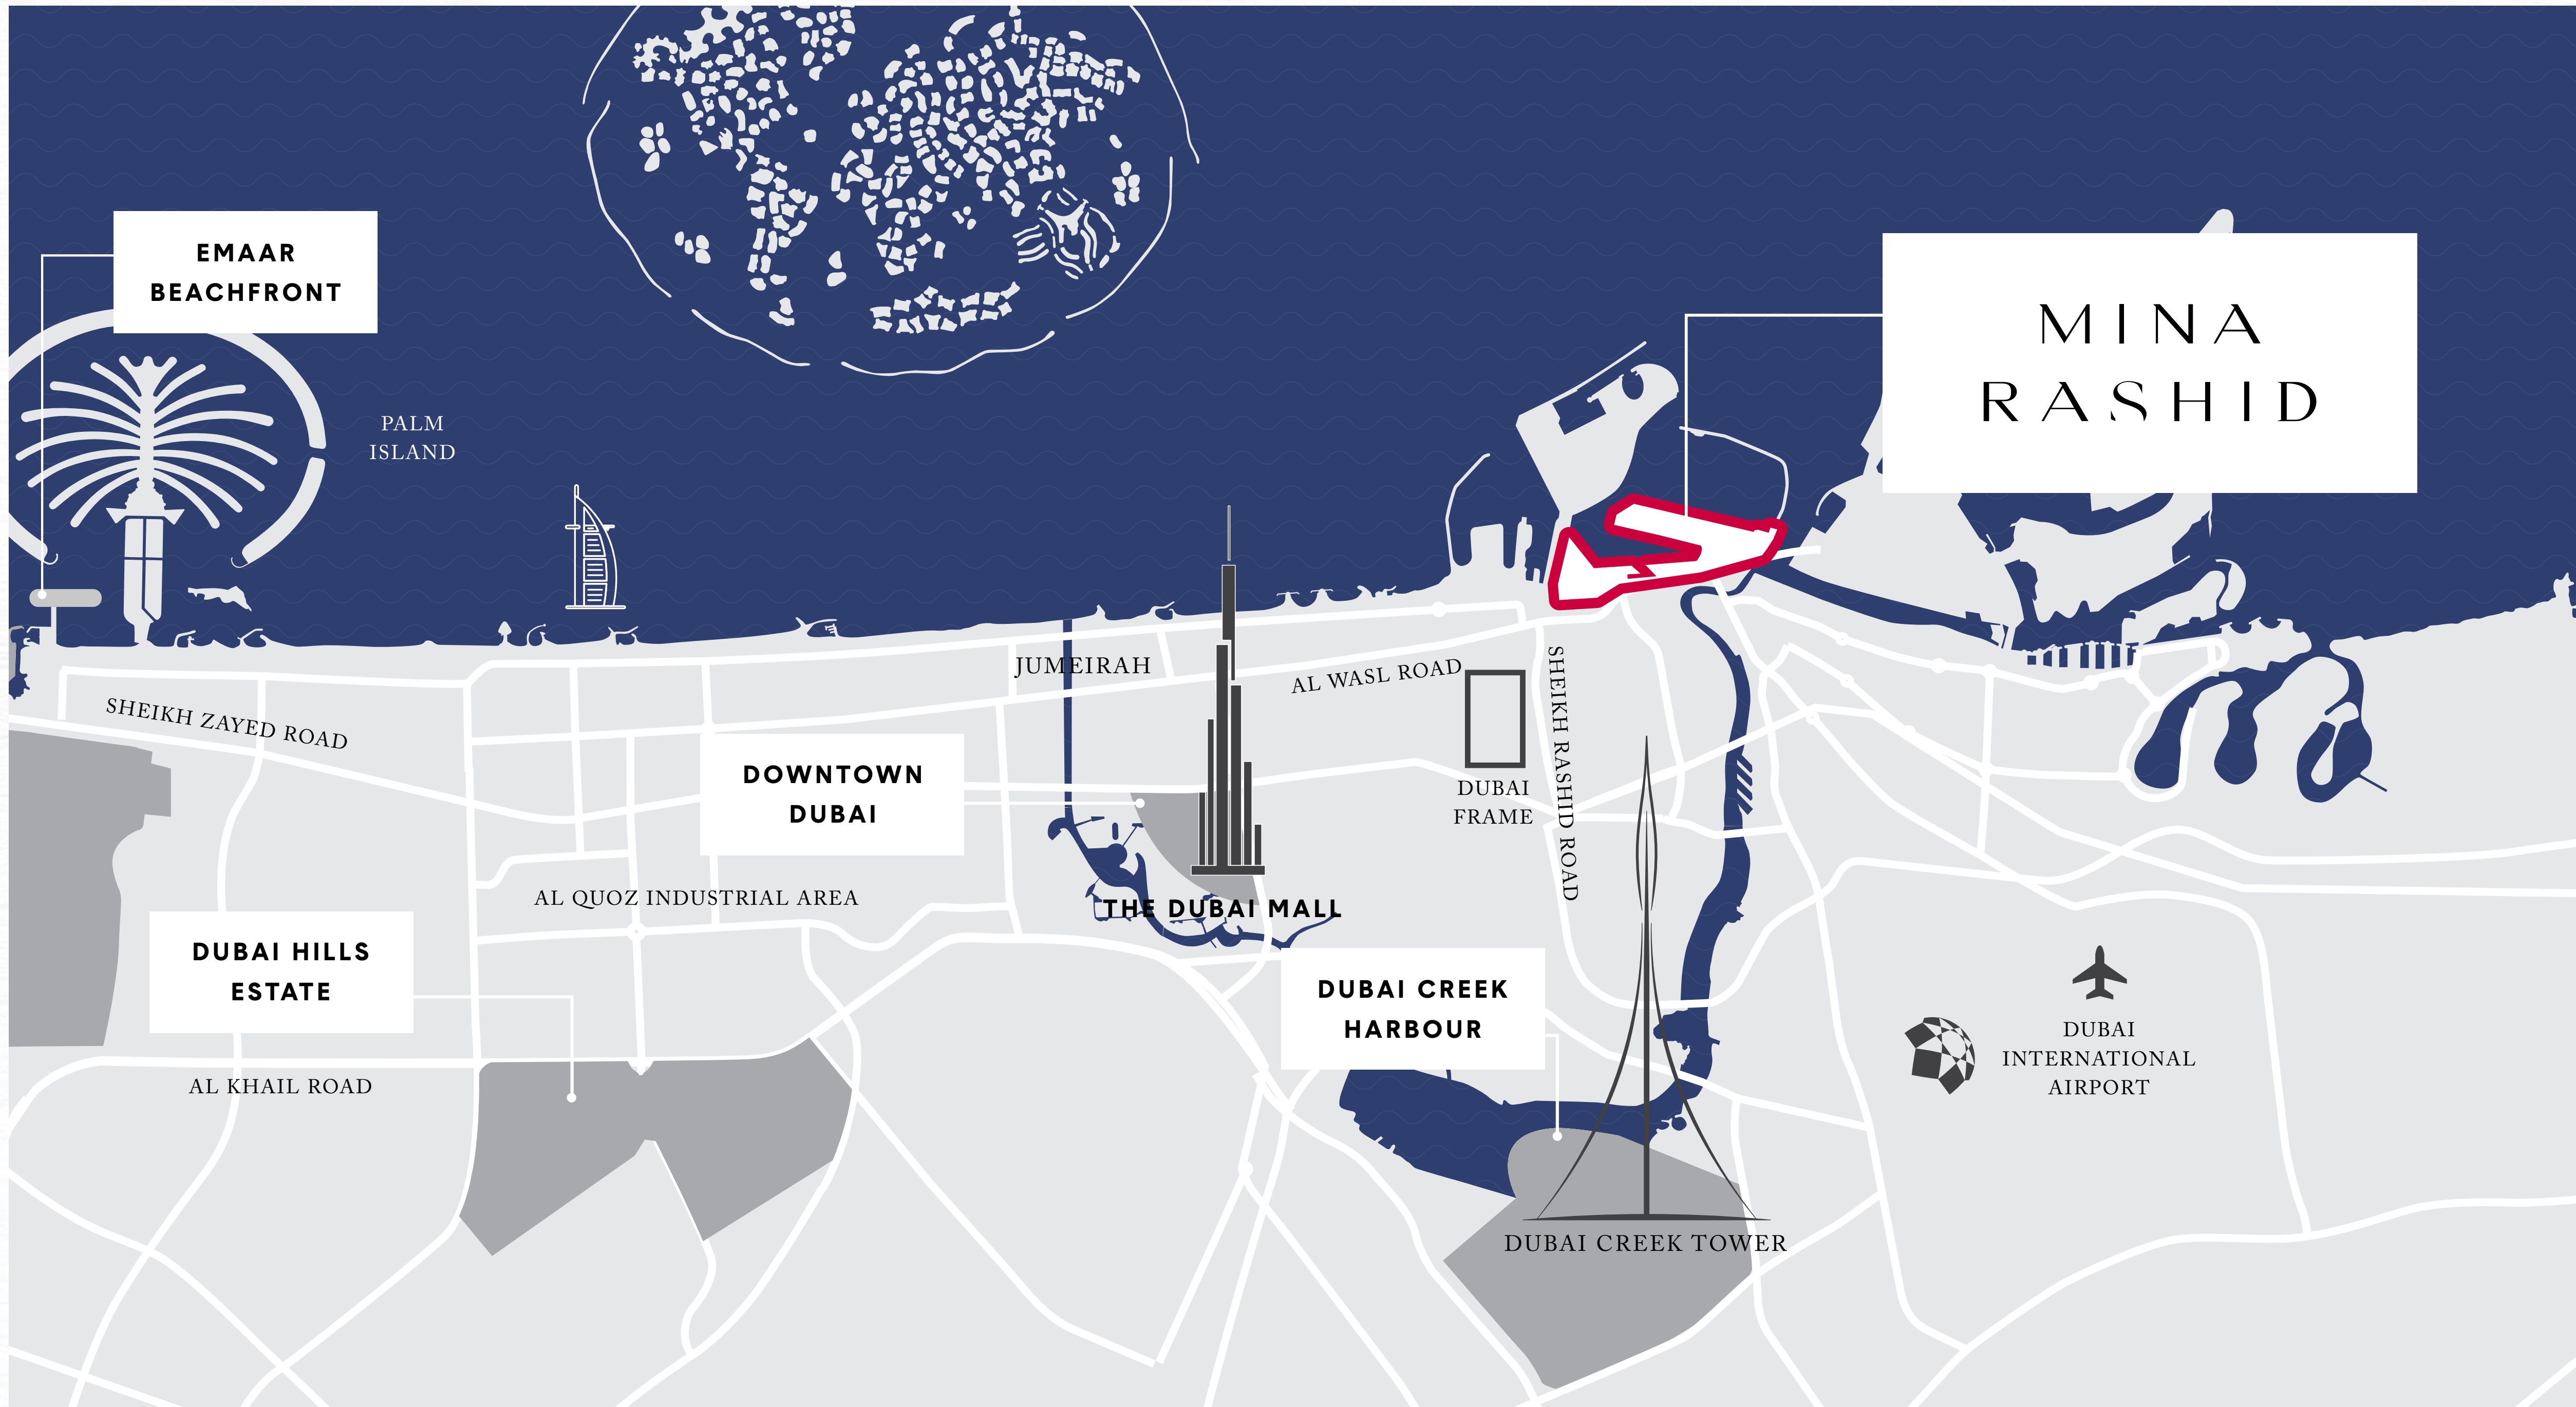 EMAAR
BEACHFRONT
MINA
RASHID
PALM
ISLAND
JUMEIRAH
AL WASL ROAD
SHEIKH RASHID ROAD
SHEIKH ZAYED ROAD
DOWNTOWN
DUBAI
DUBAI
FRAME
AL QUOZ INDUSTRIAL AREA
THE DUBAI MALL
DUBAI HILLS
ESTATE
DUBAI CREEK
HARBOUR
DUBAI
INTERNATIONAL
AIRPORT
AL KHAIL ROAD
DUBAI CREEK TOWER